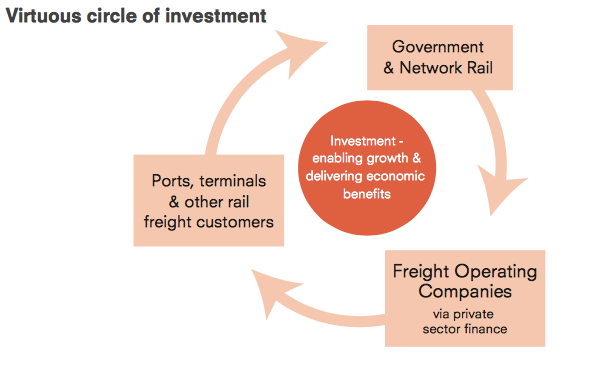 Virtuous circle of investment
Government
& Network Rail
Investment -
enabling growth &
delivering economic
benefits
Ports, terminals
& other rail
freight customers
Freight Operating
Companies
via private
sector finance